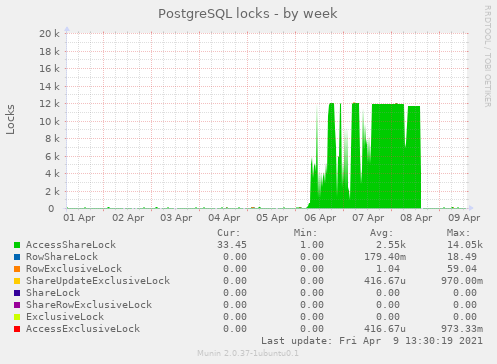 PostgreSQL locks - by week
RRDTOOL / TOBI OETIKER
Locks
20 k
18 k
16 k
14 k
12 k
10 k
8 k
6 k
4 k
2 k
0
01 Apr 02 Apr 03 Apr 04 Apr 05 Apr 06 Apr 07 Apr 08 Apr 09 Apr
Cur: Min: Avg: Max:
AccessShareLock 33.45 1.00 2.55k 14.05k
RowShareLock 0.00 0.00 179.40m 18.49
RowExclusiveLock 0.00 0.00 1.04 59.04
ShareUpdateExclusiveLock 0.00 0.00 416.67u 970.00m
ShareLock 0.00 0.00 0.00 0.00
ShareRowExclusiveLock 0.00 0.00 0.00 0.00
ExclusiveLock 0.00 0.00 0.00 0.00
AccessExclusiveLock 0.00 0.00 416.67u 973.33m
Last update: Fri Apr 9 13:30:19 2021
Munin 2.0.37-1ubuntu0.1